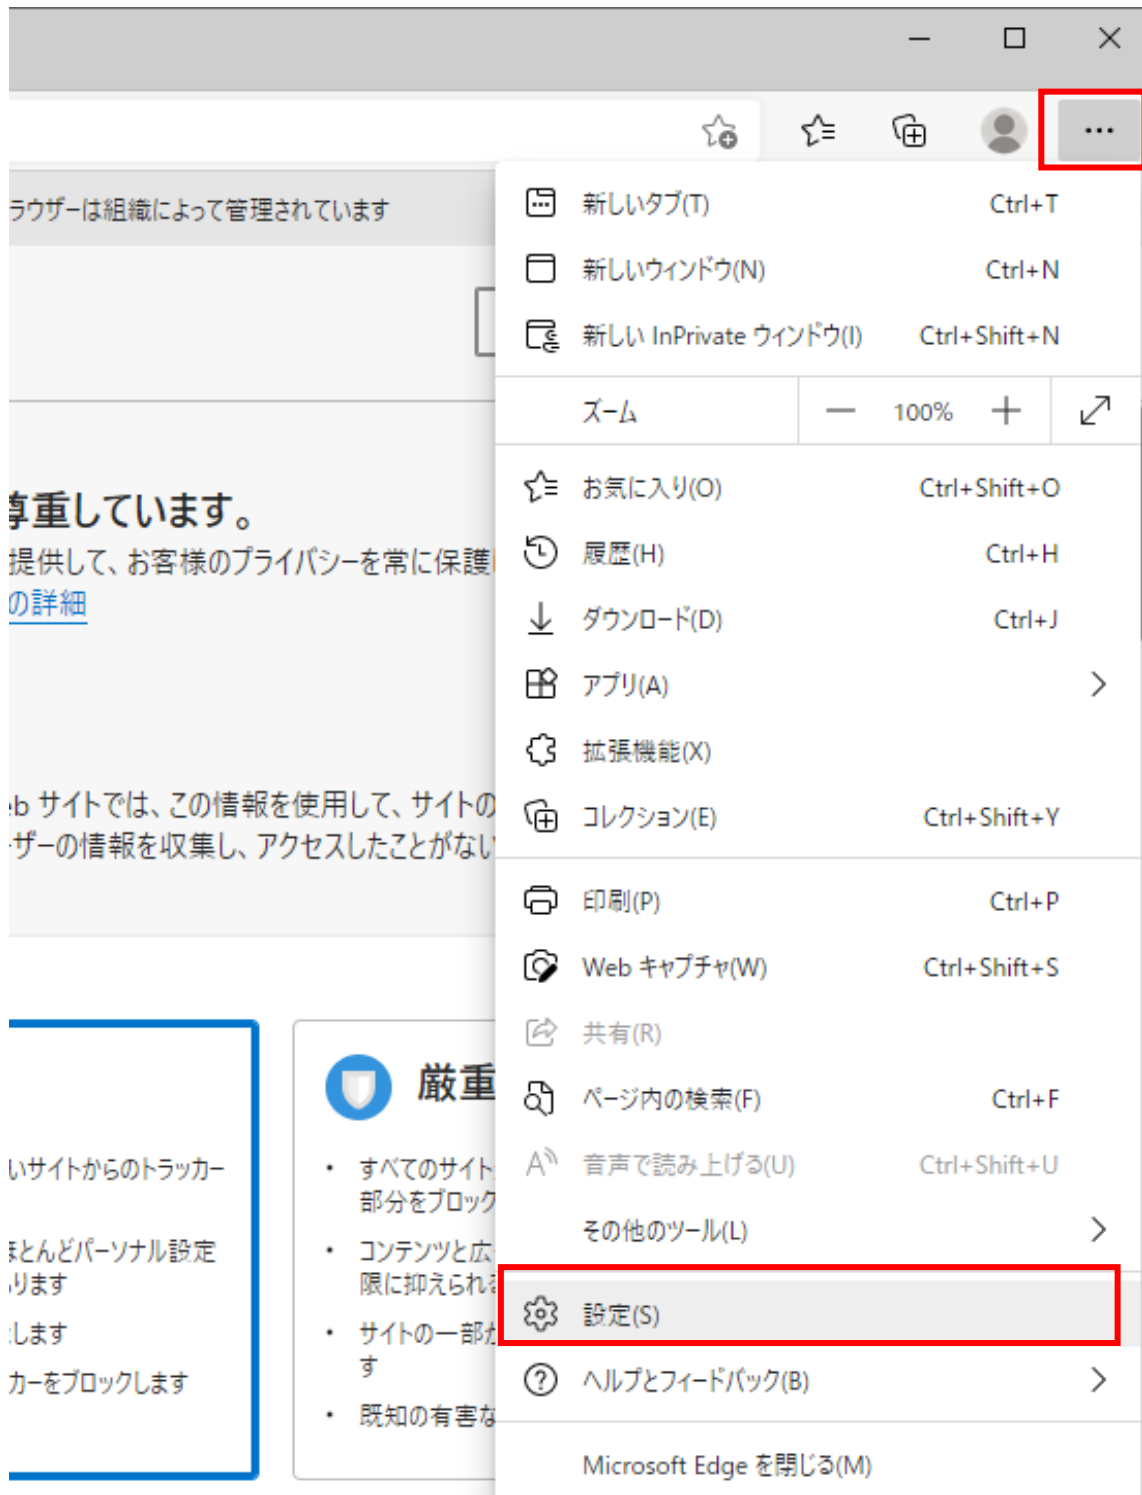 ラウザーは組織によって管理されています
尊重しています。
提供して、お客様のプライバシーを常に保護
の詳細
eb サイトでは、この情報を使用して、サイトの
ーザーの情報を収集し、アクセスしたことがない
いサイトからのトラッカー
ほとんどパーソナル設定
ります
します
カーをブロックします
厳重
• すべてのサイト
部分をブロック
• コンテンツと広
限に抑えられる
• サイトの一部が
す
• 既知の有害な
新しいタブ(T) Ctrl+T
新しいウィンドウ(N) Ctrl+N
新しい InPrivate ウィンドウ(I) Ctrl+Shift+N
ズーム 100%
お気に入り(O) Ctrl+Shift+O
履歴(H) Ctrl+H
ダウンロード(D) Ctrl+J
アプリ(A)
拡張機能(X)
コレクション(E) Ctrl+Shift+Y
印刷(P) Ctrl+P
Web キャプチャ(W) Ctrl+Shift+S
共有(R)
ページ内の検索(F) Ctrl+F
音声で読み上げる(U) Ctrl+Shift+U
その他のツール(L)
設定(S)
ヘルプとフィードバック(B)
Microsoft Edge を閉じる(M)